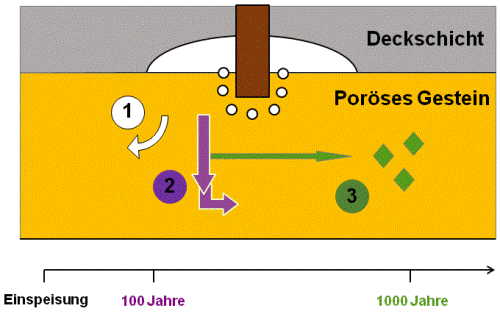 Deckschicht
Poröses Gestein
1
2
3
Einspeisung
100 Jahre
1000 Jahre